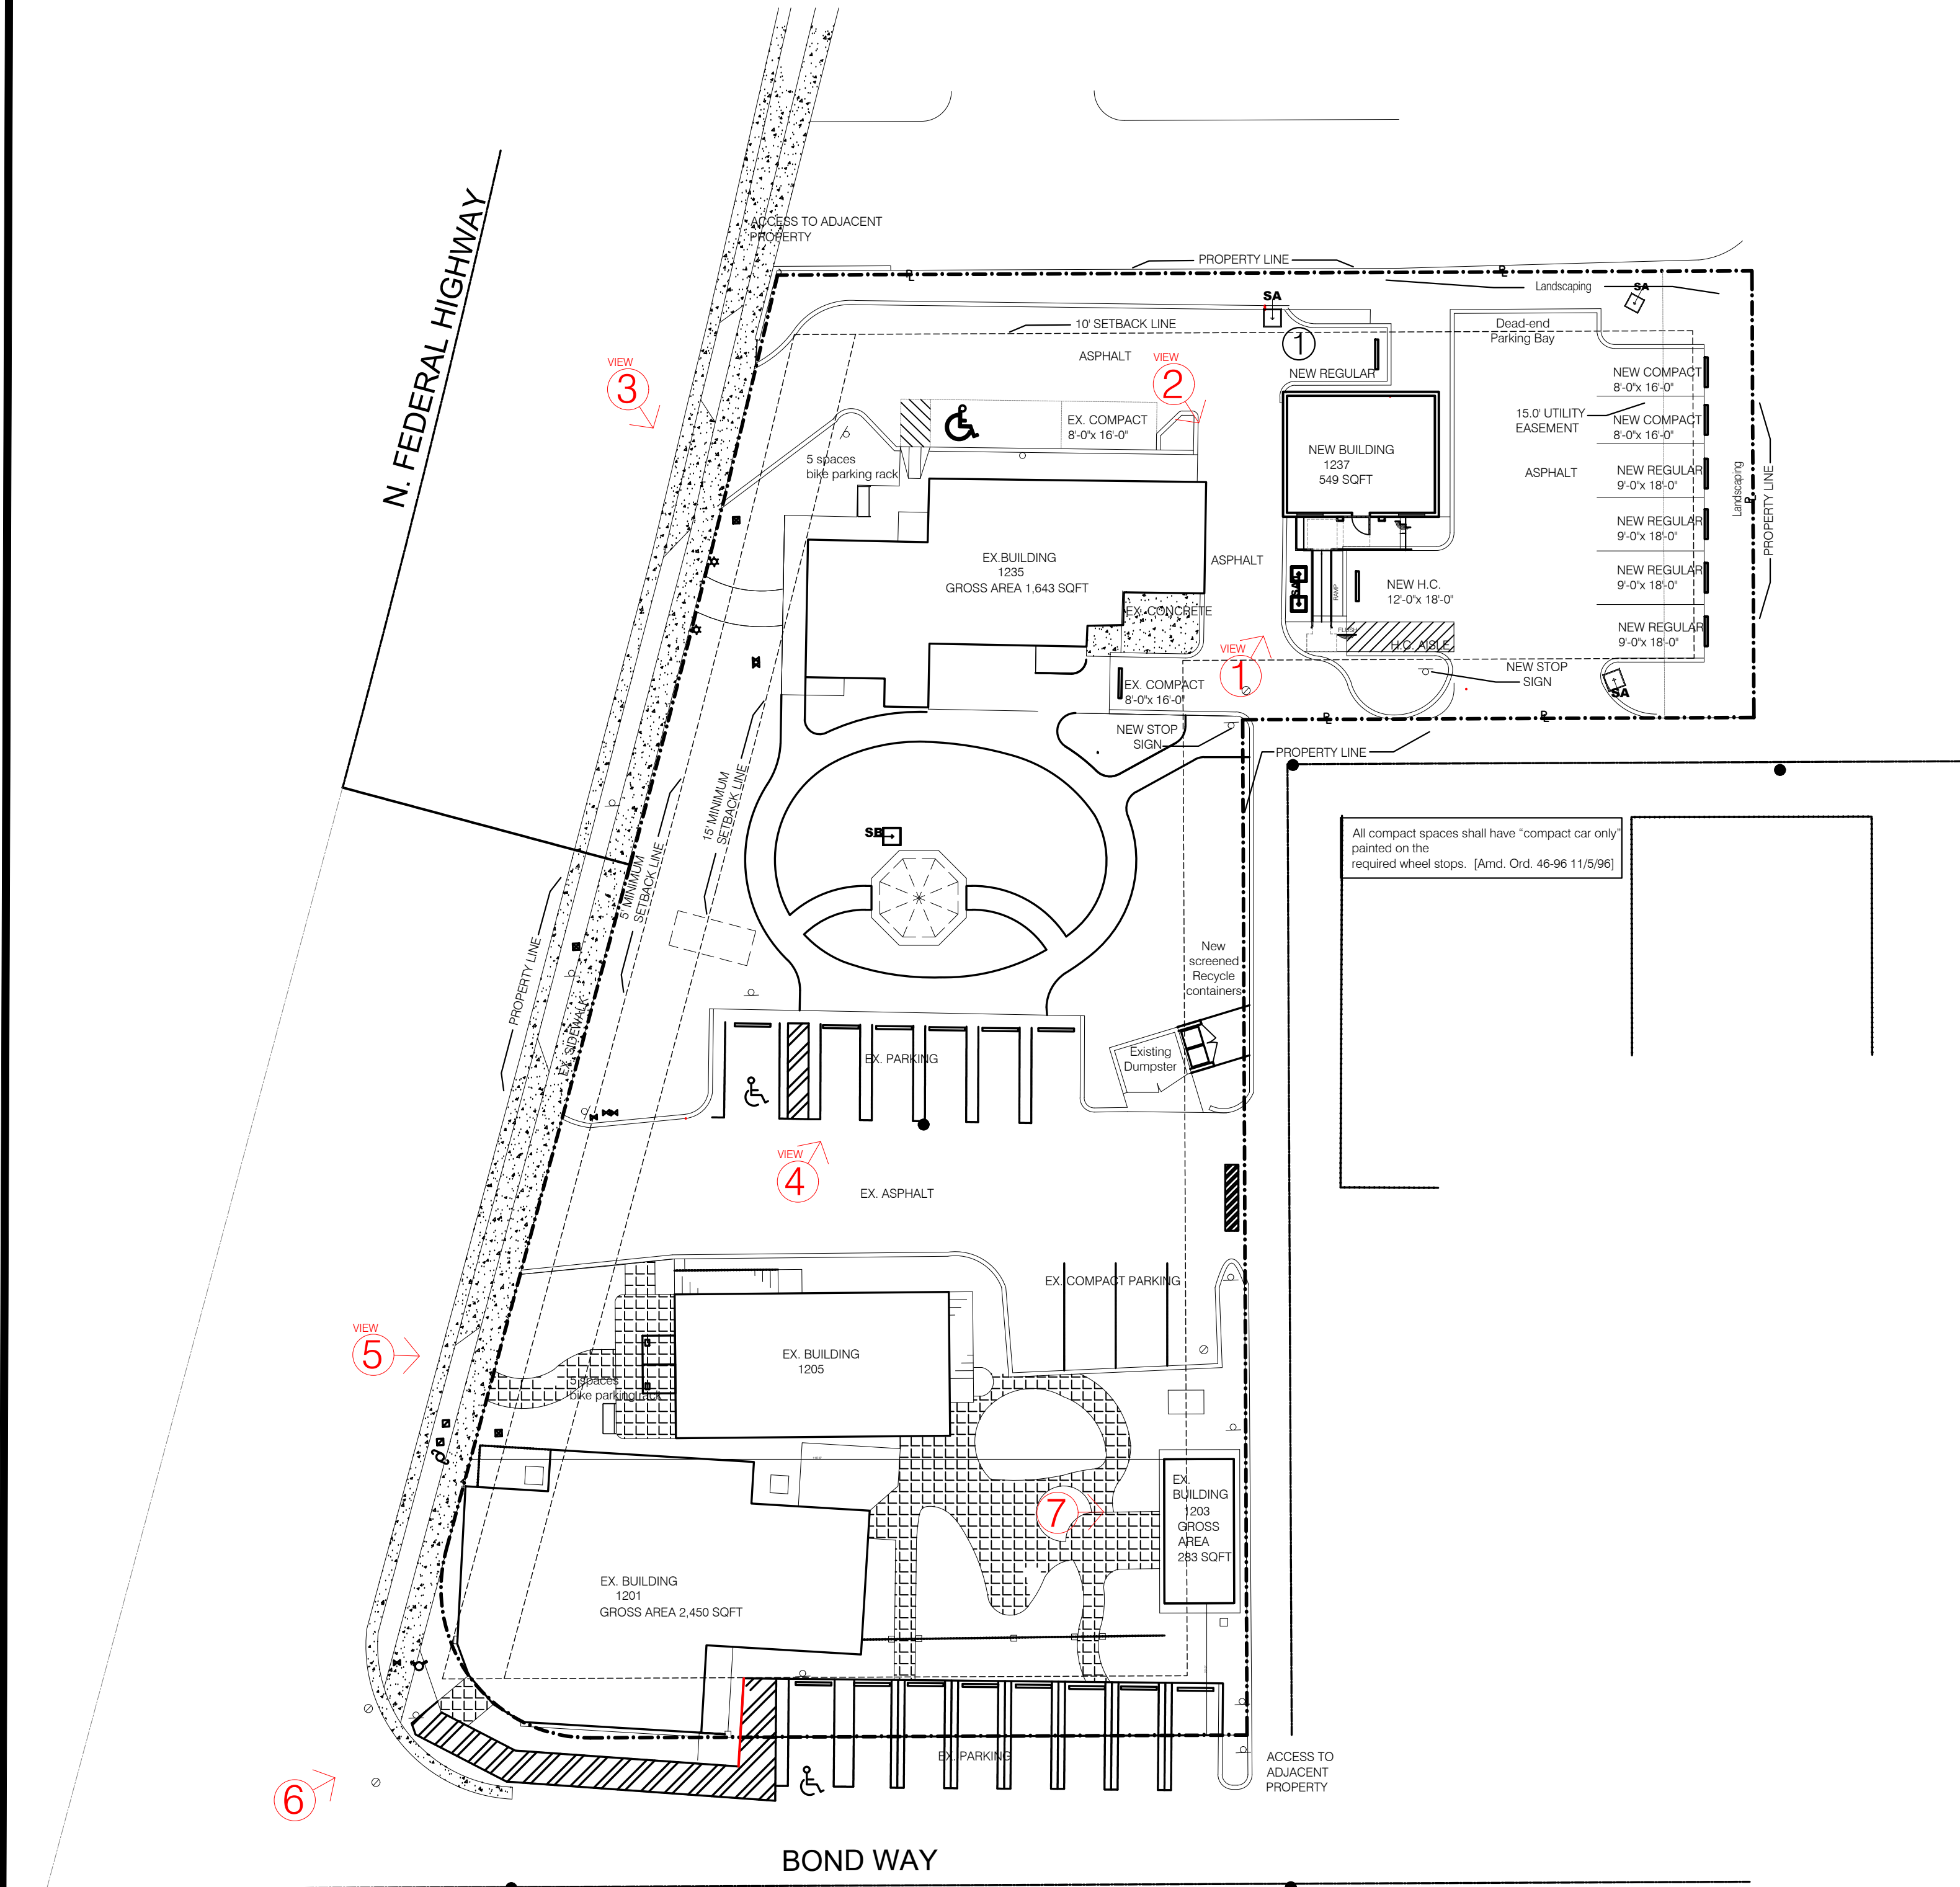 N. FEDERAL HIGHWAY
ACCESS TO ADJACENT
PROPERTY
PROPERTY LINE
PL
PL
Landscaping
SA
SA
10' SETBACK LINE
1
Dead-end
Parking Bay
ASPHALT
VIEW
2
VIEW
3
NEW REGULAR
NEW COMPACT
8'-0"x 16'-0"
15.0' UTILITY
EASEMENT
NEW COMPACT
8'-0"x 16'-0"
EX. COMPACT
8'-0"x 16'-0"
5 spaces
bike parking rack
NEW BUILDING
1237
549 SQFT
ASPHALT
NEW REGULAR
9'-0"x 18'-0"
Landscaping
PL
PROPERTY LINE
NEW REGULAR
9'-0"x 18'-0"
EX.BUILDING
1235
GROSS AREA 1,643 SQFT
ASPHALT
NEW REGULAR
9'-0"x 18'-0"
SA
RAMP
NEW H.C.
12'-0"x 18'-0"
EX. CONCRETE
FLUSH
H.C. AISLE
NEW REGULAR
9'-0"x 18'-0"
VIEW
1
NEW STOP
SIGN
SA
EX. COMPACT
8'-0"x 16'-0"
PL
PL
NEW STOP
SIGN
PROPERTY LINE
15' MINIMUM
SETBACK LINE
5' MINIMUM
SETBACK LINE
SB
All compact spaces shall have "compact car only"
painted on the
required wheel stops. [Amd. Ord. 46-96 11/5/96]
PROPERTY LINE
EX. SIDEWALK
New
screened
Recycle
containers
EX. PARKING
Existing
Dumpster
VIEW
4
EX. ASPHALT
EX. COMPACT PARKING
VIEW
5
EX. BUILDING
1205
5 spaces
bike parking rack
7
EX.
BUILDING
1203
GROSS
AREA
283 SQFT
EX. BUILDING
1201
GROSS AREA 2,450 SQFT
EX. PARKING
ACCESS TO
ADJACENT
PROPERTY
6
BOND WAY